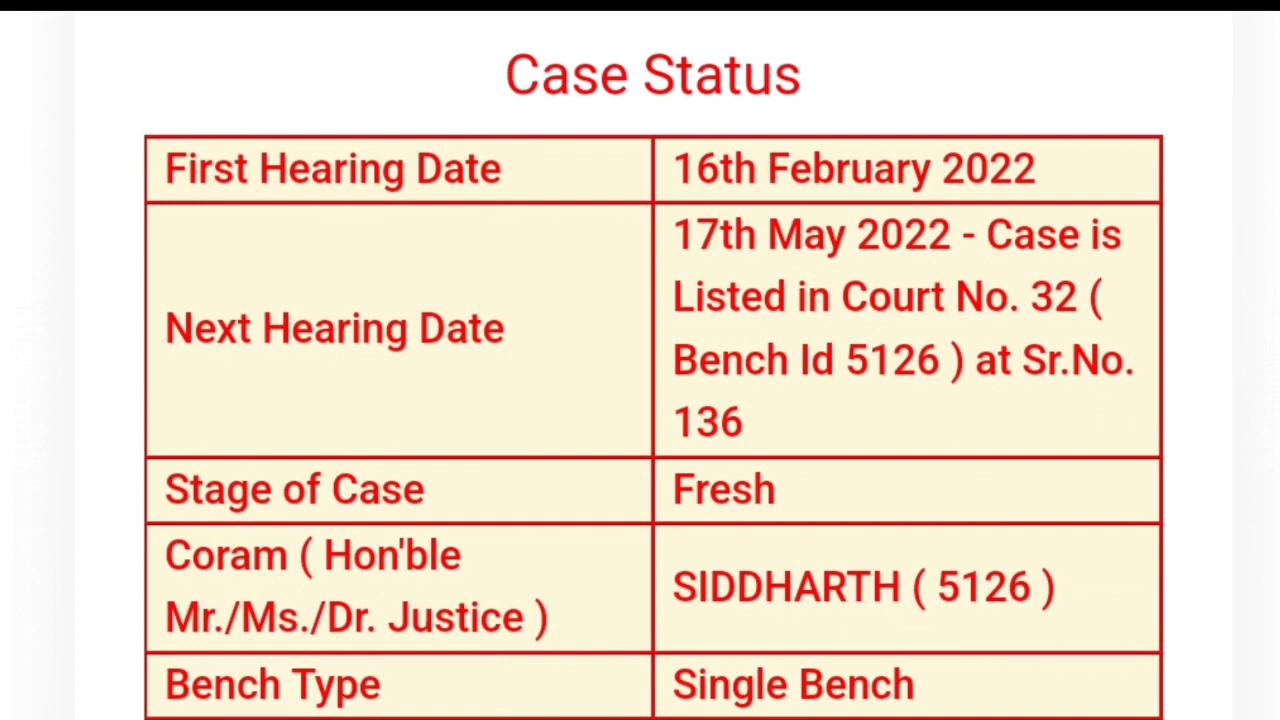 Case Status
First Hearing Date
16th February 2022
Next Hearing Date
17th May 2022 - Case is
Listed in Court No. 32 (
Bench Id 5126 ) at Sr.No.
136
Stage of Case
Fresh
Coram ( Hon'ble
Mr./Ms./Dr. Justice )
SIDDHARTH ( 5126 )
Bench Type
Single Bench